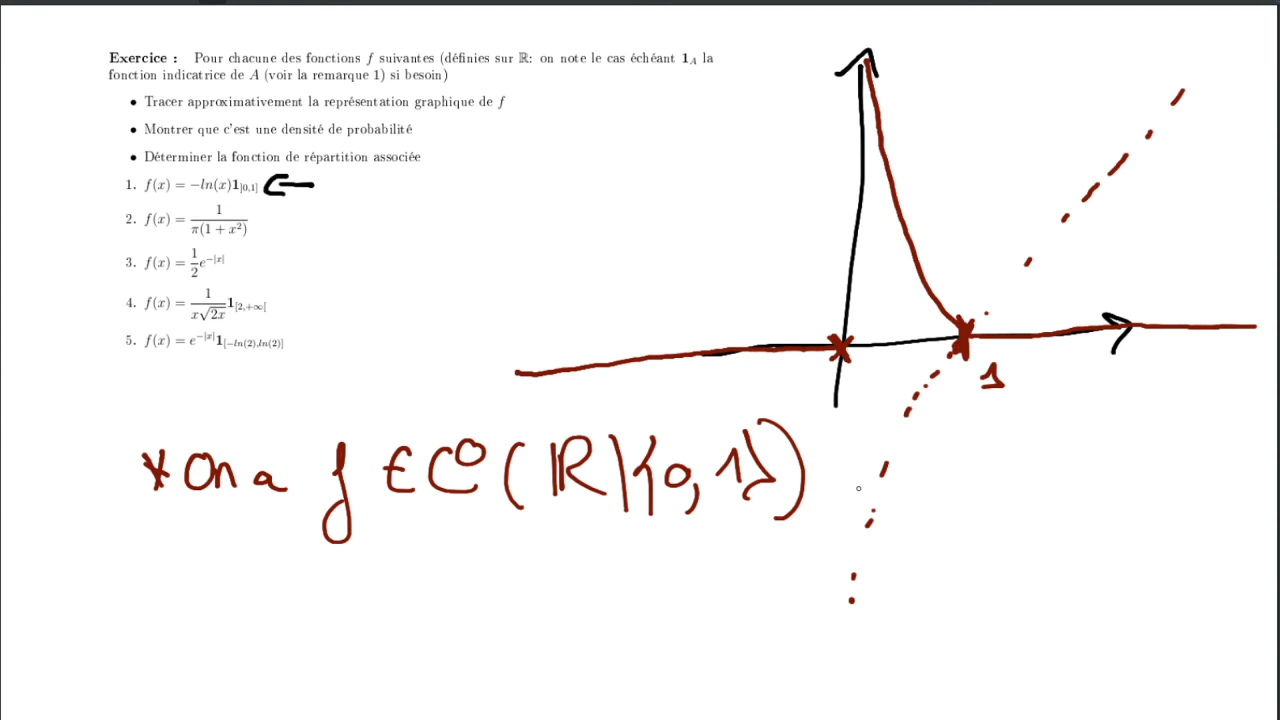 Exercice : Pour chacune des fonctions f suivantes (définies sur ℝ: on note le cas échéant 𝟏_A la
fonction indicatrice de A (voir la remarque 1) si besoin)
• Tracer approximativement la représentation graphique de f
• Montrer que c'est une densité de probabilité
• Déterminer la fonction de répartition associée
1. f(x) = −ln(x)𝟏_{]0,1]}
2. f(x) = 1/(π(1 + x²))
3. f(x) = 1/2 e^{−|x|}
4. f(x) = 1/(x√2x) 𝟏_{[2,+∞[}
5. f(x) = e^{−|x|}𝟏_{[−ln(2),ln(2)]}
1
* On a f ∈ C⁰(ℝ\{0,1})